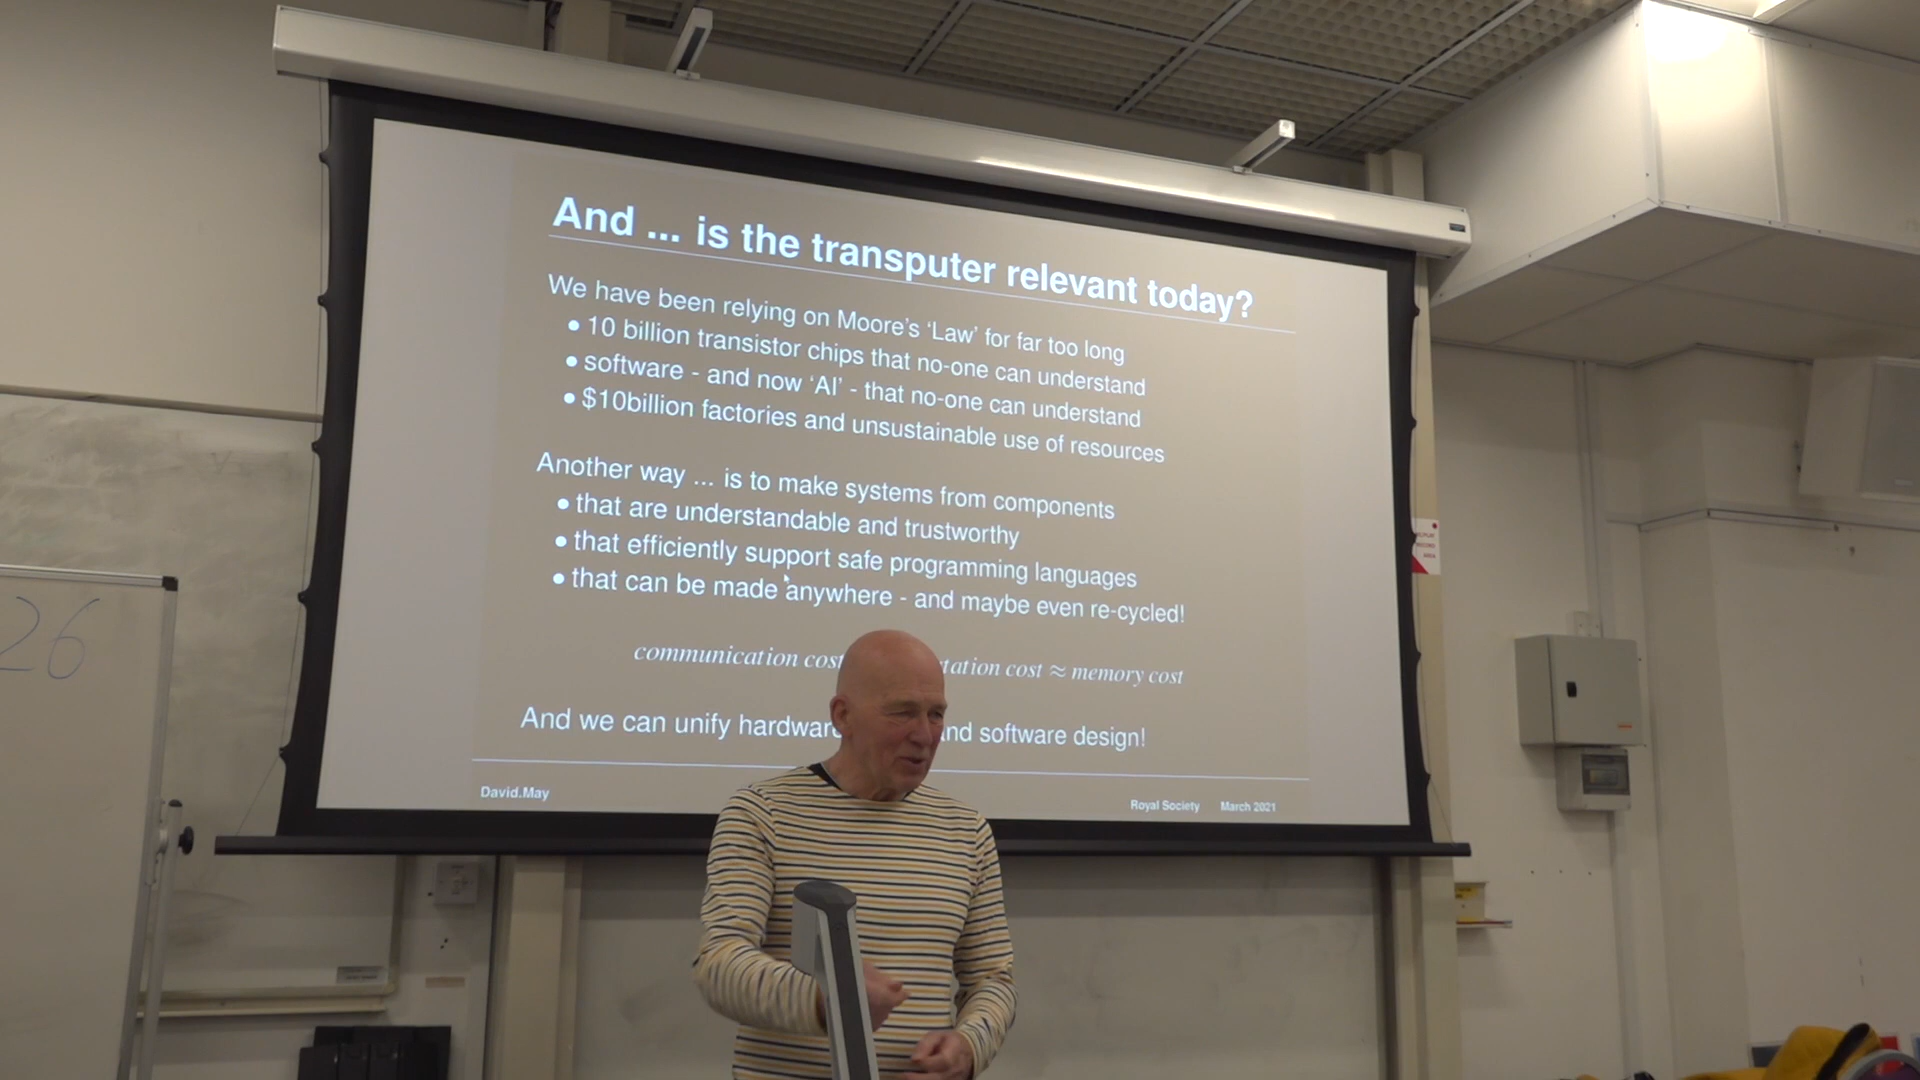 And ... is the transputer relevant today?
We have been relying on Moore's 'Law' for far too long
• 10 billion transistor chips that no-one can understand
• software - and now 'AI' - that no-one can understand
• $10billion factories and unsustainable use of resources
Another way ... is to make systems from components
• that are understandable and trustworthy
• that efficiently support safe programming languages
• that can be made anywhere - and maybe even re-cycled!
communication cost cost ≈ memory cost
And we can unify hardware and software design!
David.May
Royal Society March 2021
26